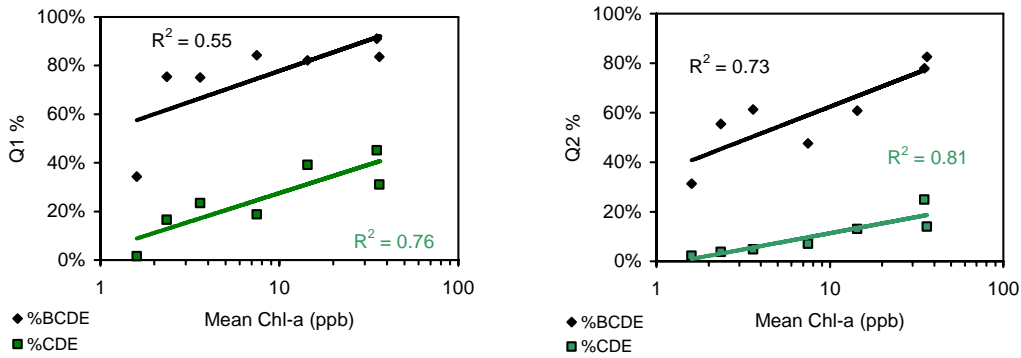 100%
80%
60%
40%
20%
0%
Q1 %
R² = 0.55
R² = 0.76
1
10
100
Mean Chl-a (ppb)
%BCDE
%CDE
100%
80%
60%
40%
20%
0%
Q2 %
R² = 0.73
R² = 0.81
1
10
100
Mean Chl-a (ppb)
%BCDE
%CDE